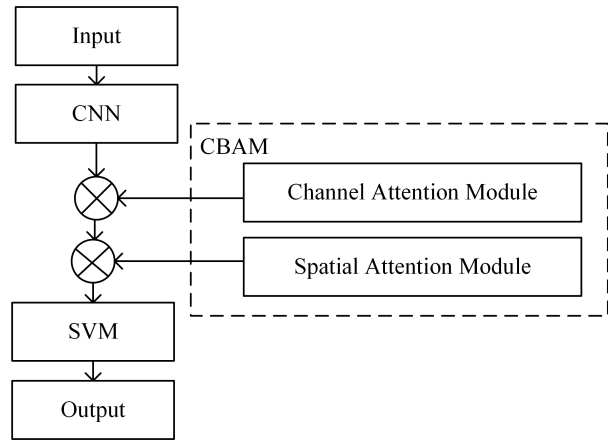 Input
CNN
CBAM
Channel Attention Module
Spatial Attention Module
SVM
Output